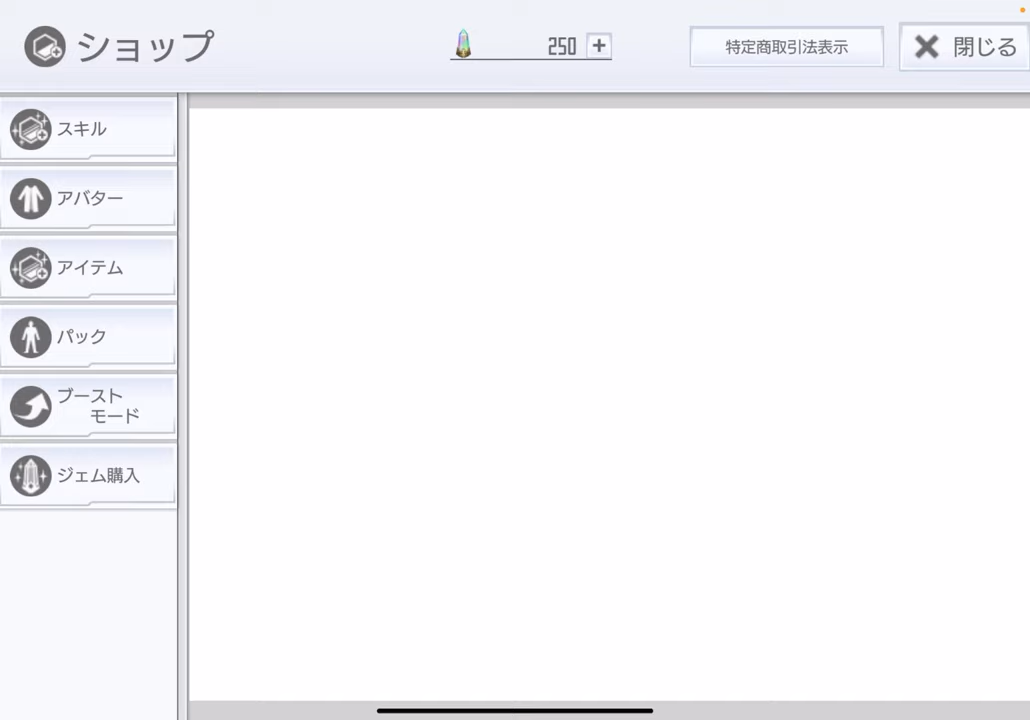 ショップ
250
特定商取引法表示
閉じる
スキル
アバター
アイテム
パック
ブースト
モード
ジェム購入